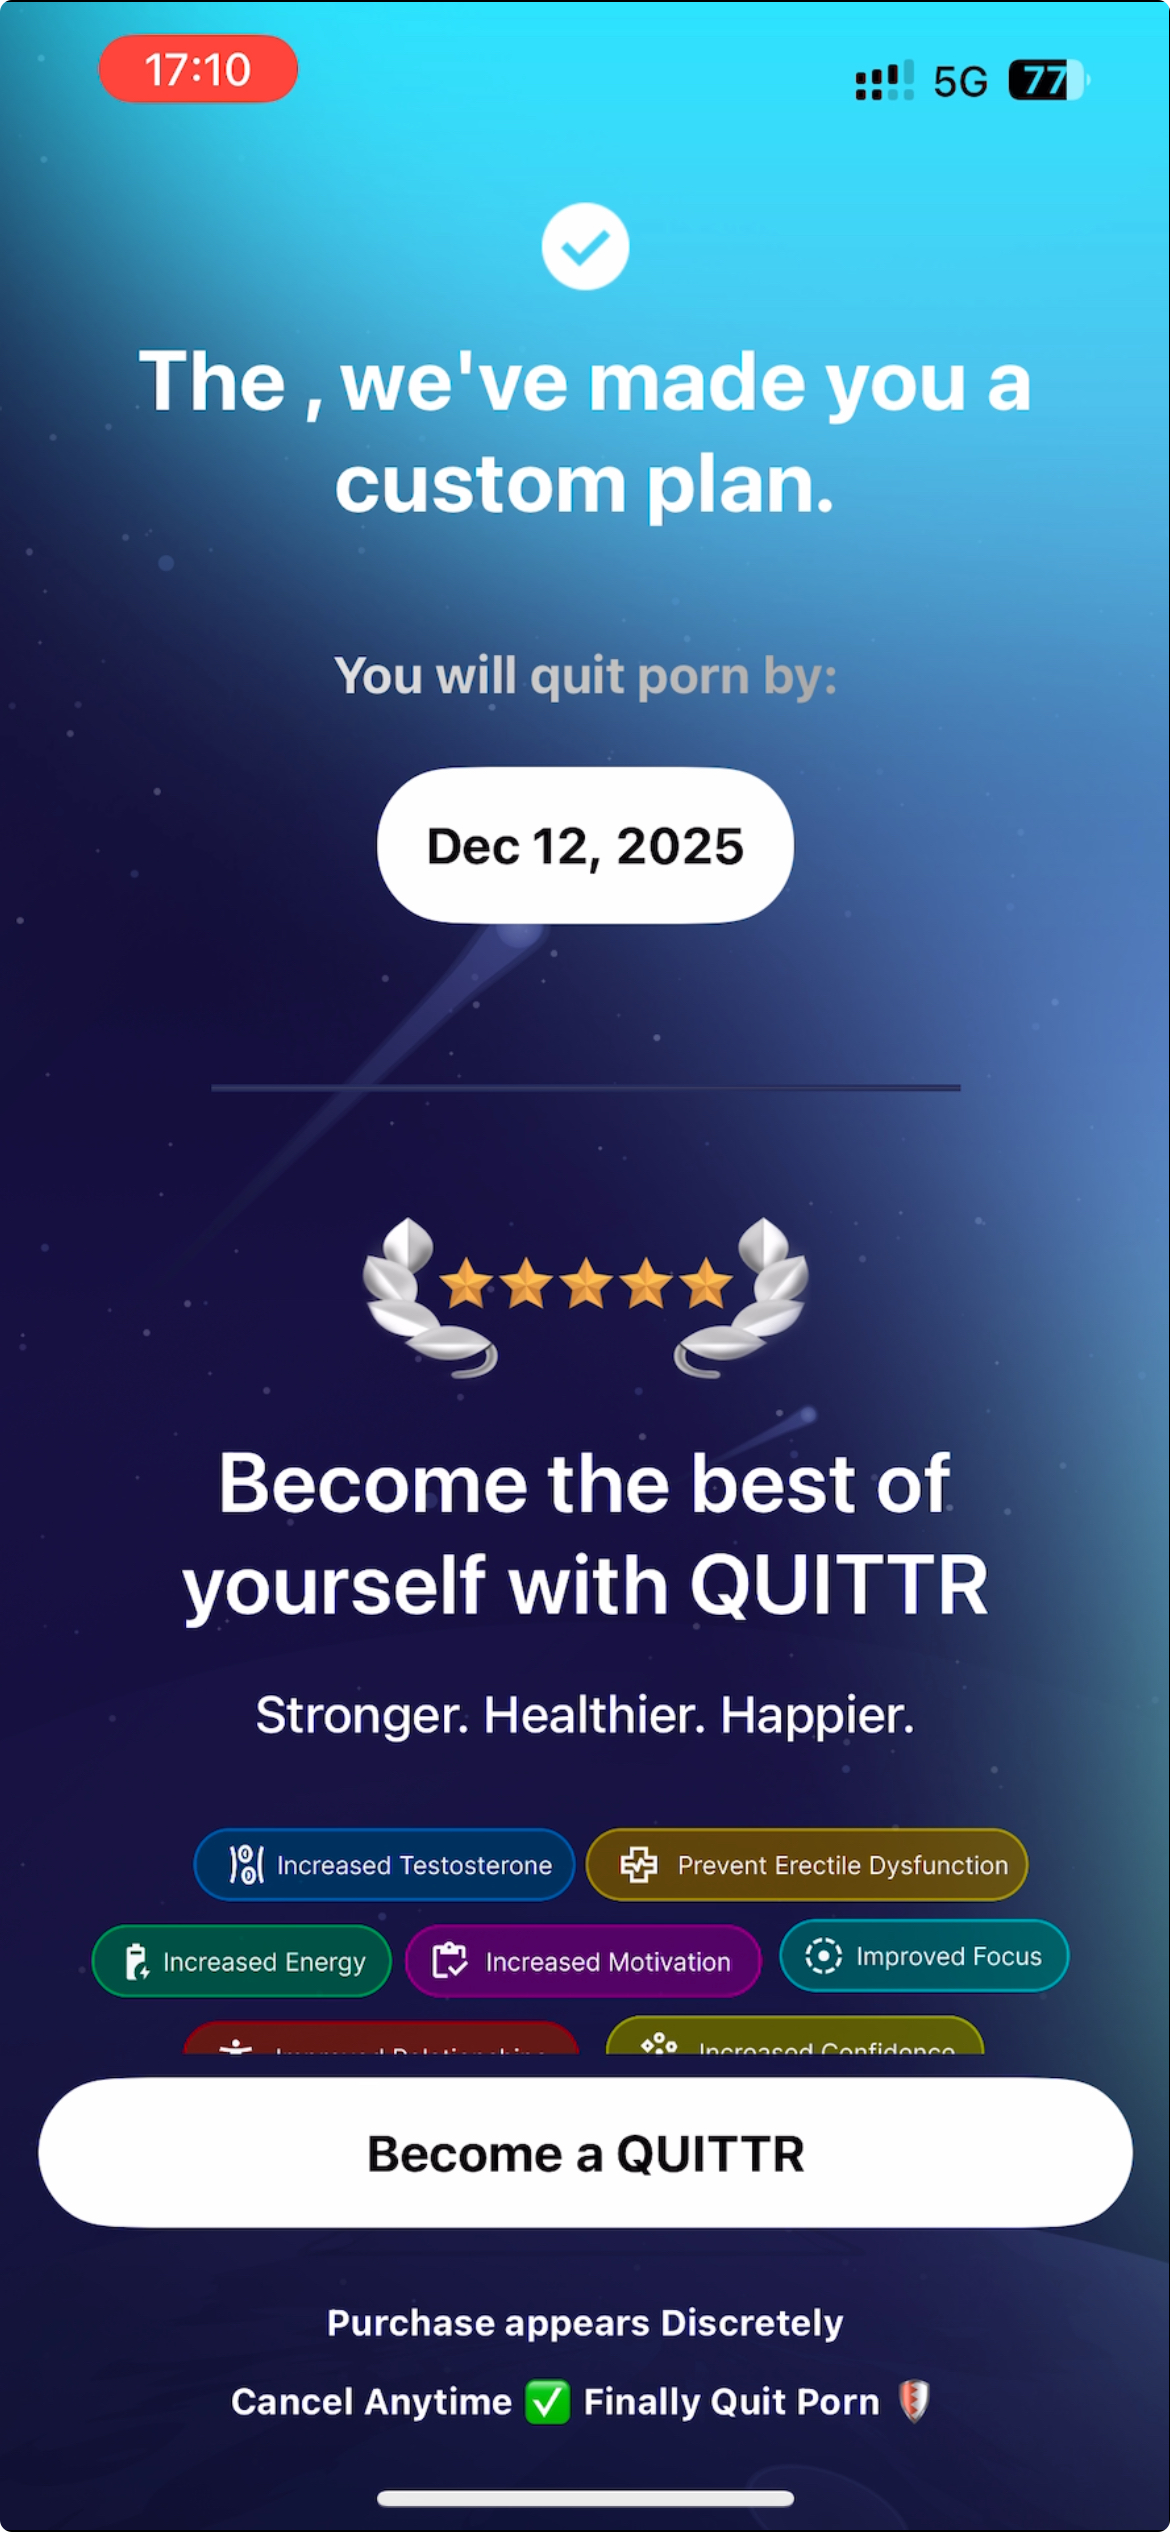 17:10
5G 77
The , we've made you a
custom plan.
You will quit porn by:
Dec 12, 2025
Become the best of
yourself with QUITTR
Stronger. Healthier. Happier.
Increased Testosterone
Prevent Erectile Dysfunction
Increased Energy
Increased Motivation
Improved Focus
Improved Relationships
Increased Confidence
Become a QUITTR
Purchase appears Discretely
Cancel Anytime ✅ Finally Quit Porn